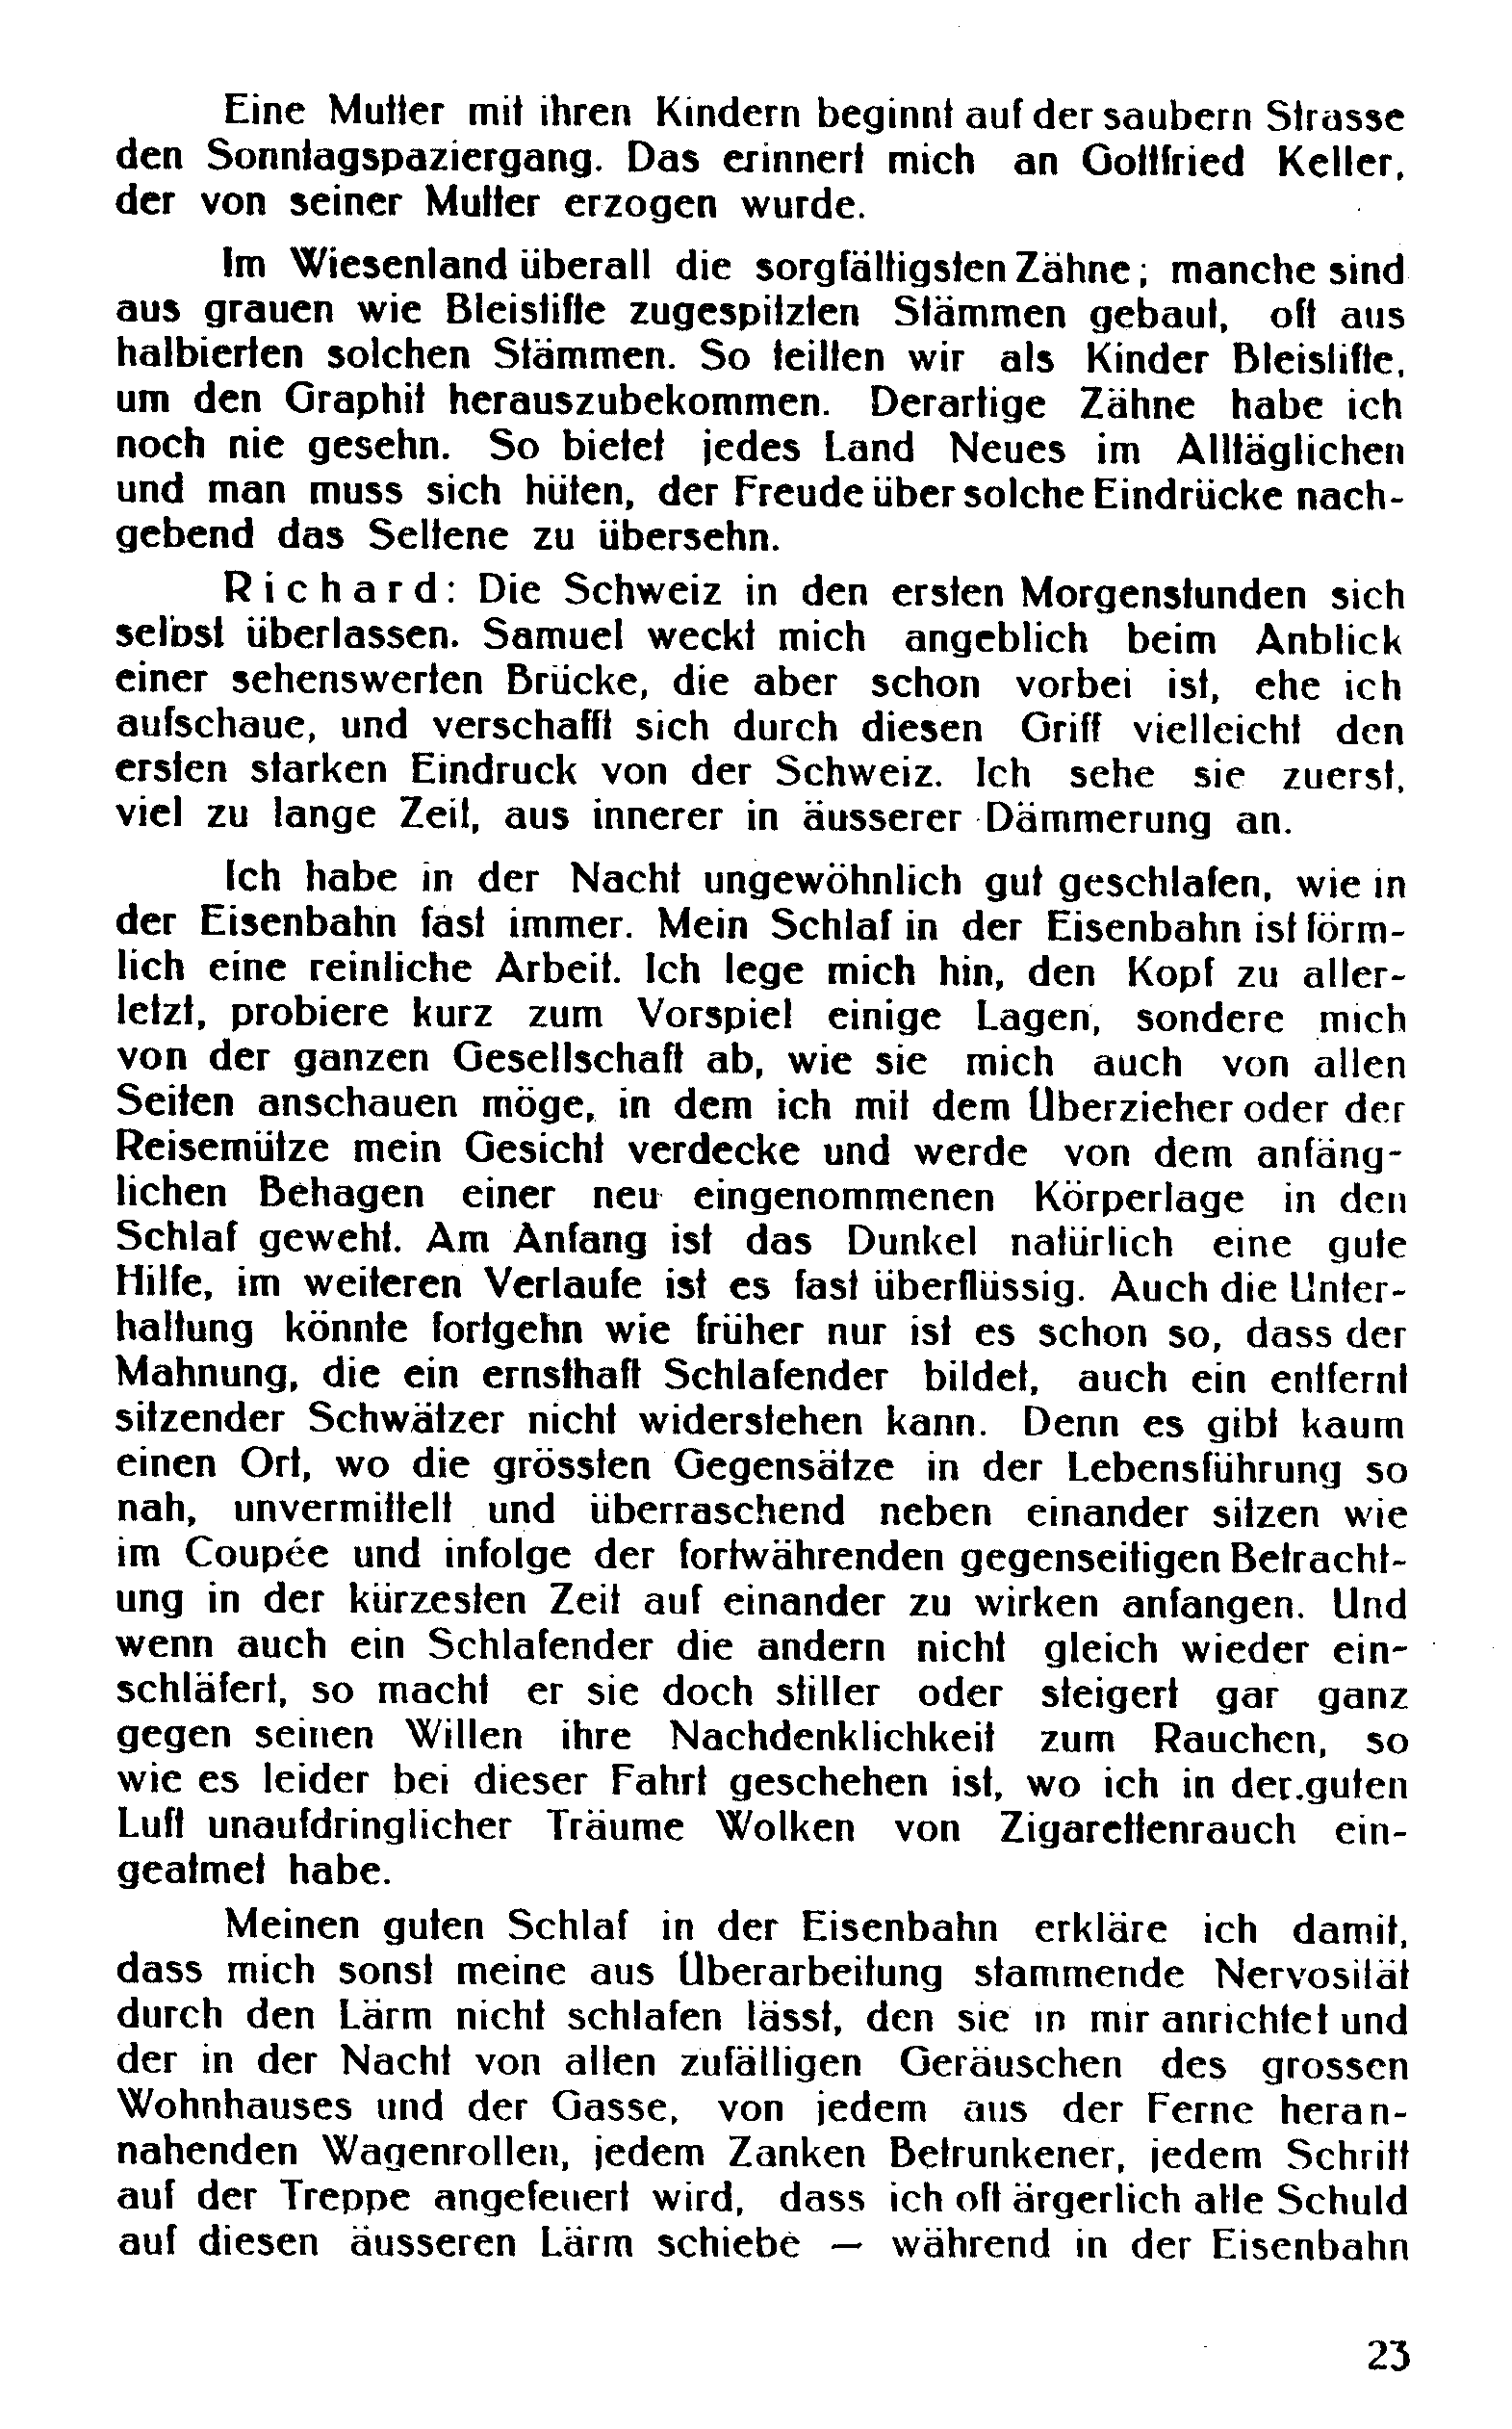 Eine Mutter mit ihren Kindern beginnt auf der saubern Strasse
den Sonntagspaziergang. Das erinnert mich an Gottfried Keller,
der von seiner Mutter erzogen wurde.
Im Wiesenland überall die sorgfältigsten Zähne; manche sind
aus grauen wie Bleistifte zugespitzten Stämmen gebaut, oft aus
halbierten solchen Stämmen. So teilten wir als Kinder Bleistifte,
um den Graphit herauszubekommen. Derartige Zähne habe ich
noch nie gesehn. So bietet jedes Land Neues im Alltäglichen
und man muss sich hüten, der Freude über solche Eindrücke nach-
gebend das Seltene zu übersehn.
Richard: Die Schweiz in den ersten Morgenstunden sich
selbst überlassen. Samuel weckt mich angeblich beim Anblick
einer sehenswerten Brücke, die aber schon vorbei ist, ehe ich
aufschaue, und verschafft sich durch diesen Griff vielleicht den
ersten starken Eindruck von der Schweiz. Ich sehe sie zuerst,
viel zu lange Zeit, aus innerer in äusserer Dämmerung an.
Ich habe in der Nacht ungewöhnlich gut geschlafen, wie in
der Eisenbahn fast immer. Mein Schlaf in der Eisenbahn ist förm-
lich eine reinliche Arbeit. Ich lege mich hin, den Kopf zu aller-
letzt, probiere kurz zum Vorspiel einige Lagen, sondere mich
von der ganzen Gesellschaft ab, wie sie mich auch von allen
Seiten anschauen möge, in dem ich mit dem Überzieher oder der
Reisemütze mein Gesicht verdecke und werde von dem anfäng-
lichen Behagen einer neu eingenommenen Körperlage in den
Schlaf geweht. Am Anfang ist das Dunkel natürlich eine gute
Hilfe, im weiteren Verlaufe ist es fast überflüssig. Auch die Unter-
haltung könnte fortgehn wie früher nur ist es schon so, dass der
Mahnung, die ein ernsthaft Schlafender bildet, auch ein entfernt
sitzender Schwätzer nicht widerstehen kann. Denn es gibt kaum
einen Ort, wo die grössten Gegensätze in der Lebensführung so
nah, unvermittelt und überraschend neben einander sitzen wie
im Coupée und infolge der fortwährenden gegenseitigen Betracht-
ung in der kürzesten Zeit auf einander zu wirken anfangen. Und
wenn auch ein Schlafender die andern nicht gleich wieder ein-
schläfert, so macht er sie doch stiller oder steigert gar ganz
gegen seinen Willen ihre Nachdenklichkeit zum Rauchen, so
wie es leider bei dieser Fahrt geschehen ist, wo ich in der guten
Luft unaufdringlicher Träume Wolken von Zigarettenrauch ein-
geatmet habe.
Meinen guten Schlaf in der Eisenbahn erkläre ich damit,
dass mich sonst meine aus Überarbeitung stammende Nervosität
durch den Lärm nicht schlafen lässt, den sie in mir anrichtet und
der in der Nacht von allen zufälligen Geräuschen des grossen
Wohnhauses und der Gasse, von jedem aus der Ferne heran-
nahenden Wagenrollen, jedem Zanken Betrunkener, jedem Schritt
auf der Treppe angefeuert wird, dass ich oft ärgerlich alle Schuld
auf diesen äusseren Lärm schiebe — während in der Eisenbahn
23